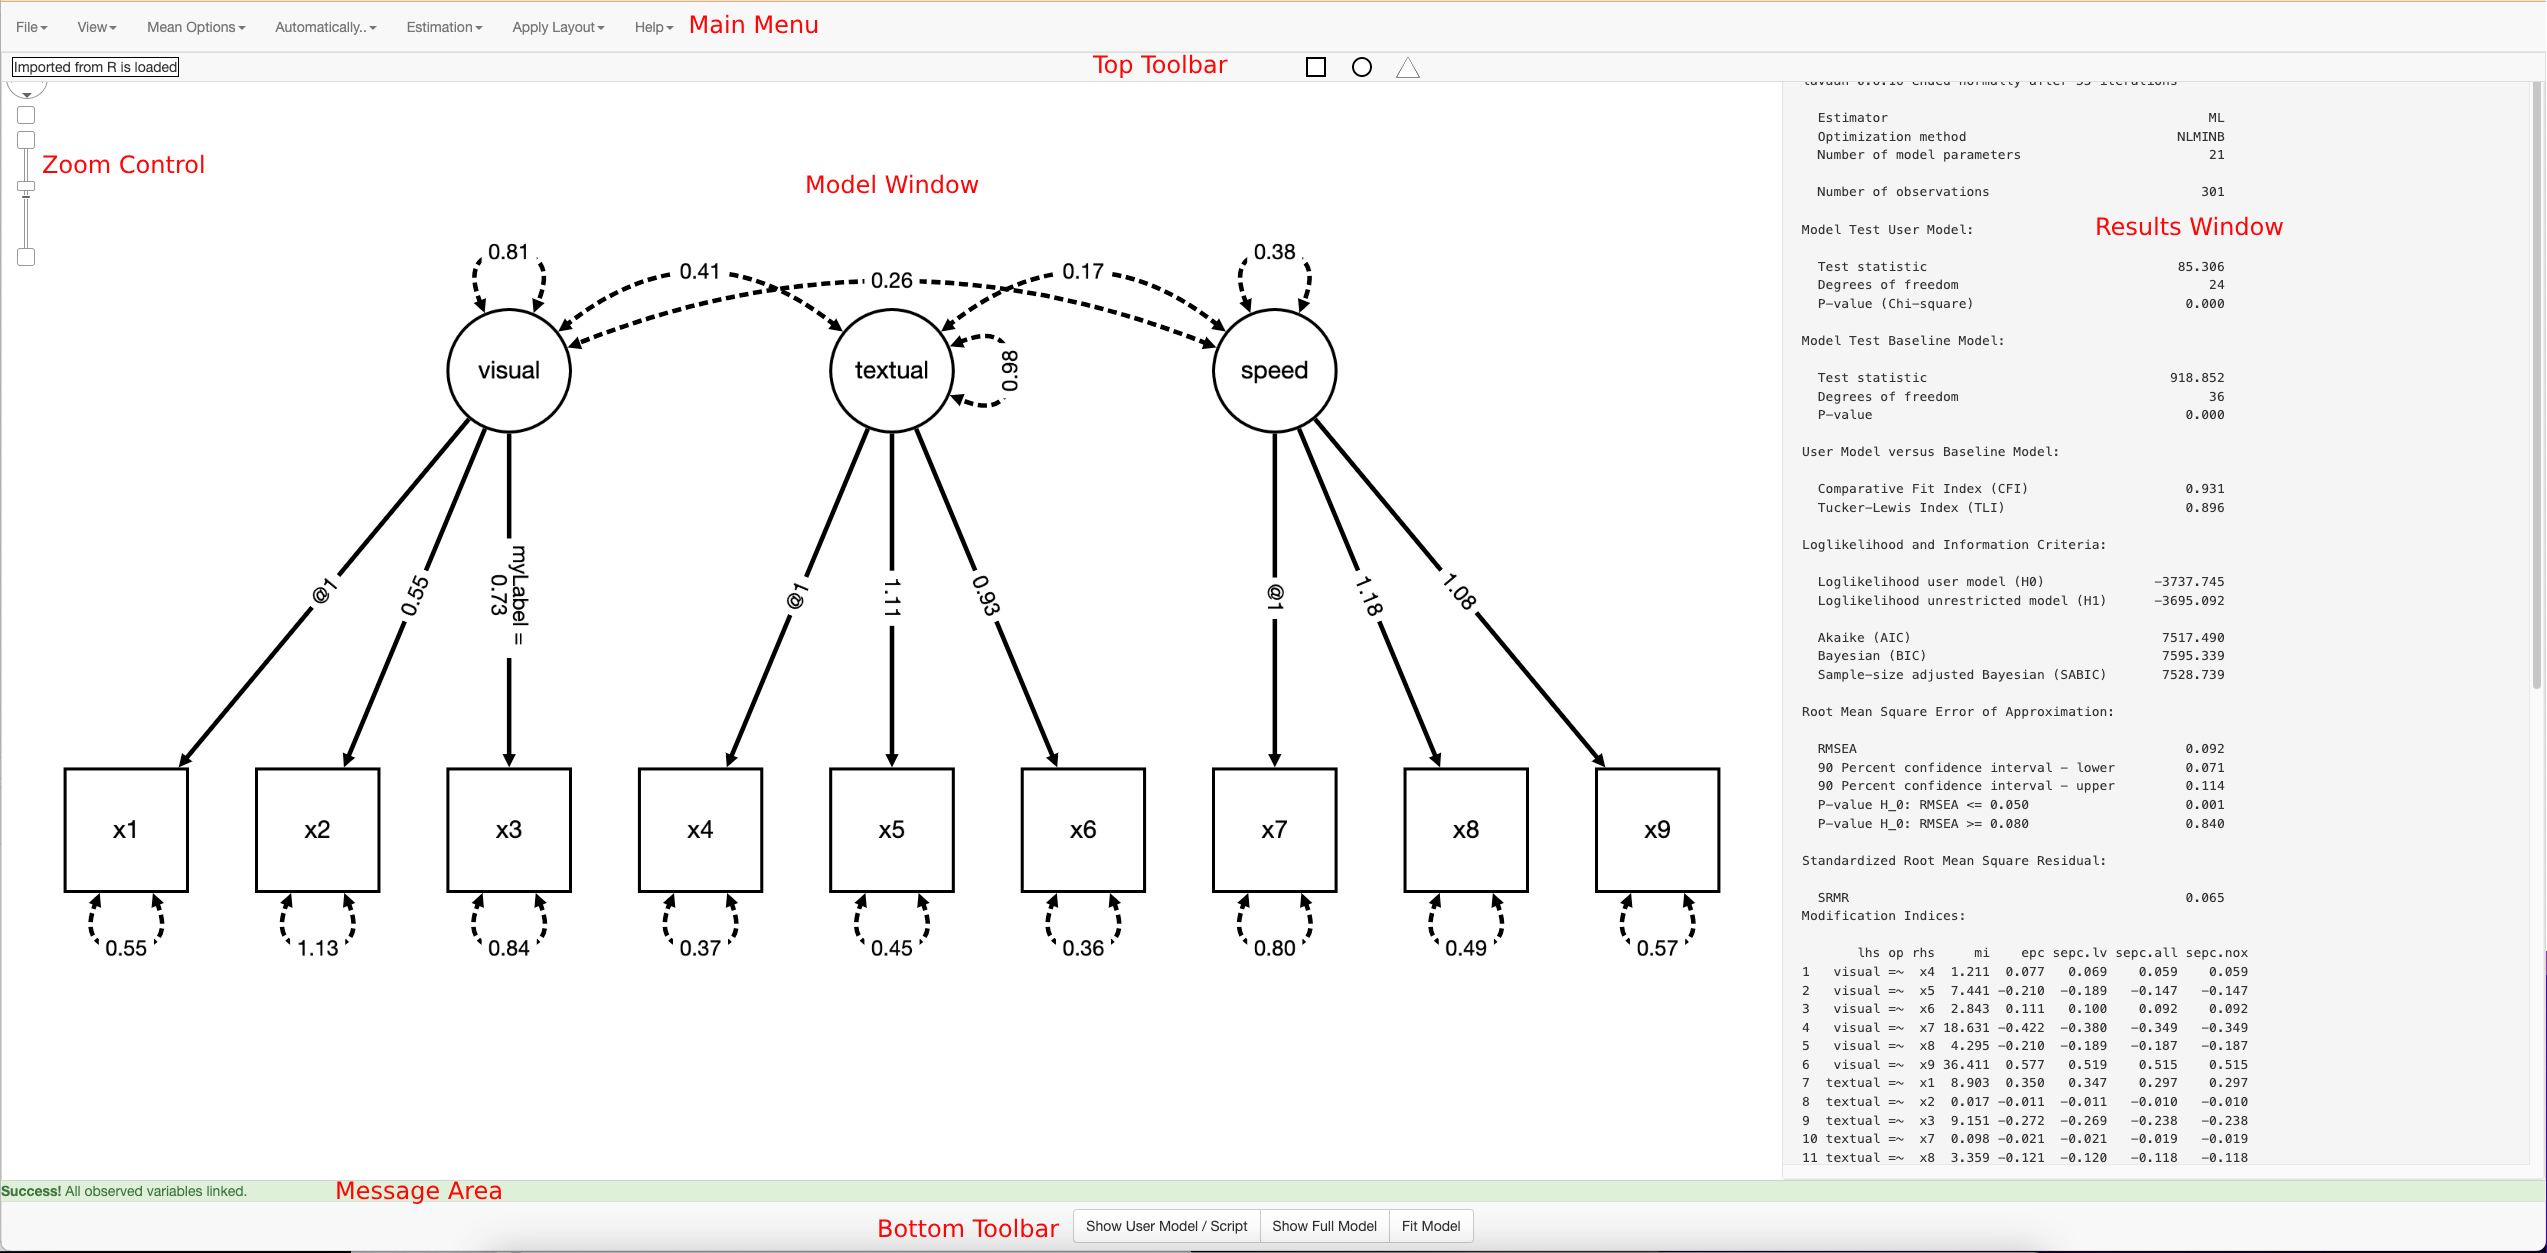 File View Mean Options Automatically.. Estimation Apply Layout Help Main Menu
Imported from R is loaded Top Toolbar
Zoom Control
Model Window
0.81 0.41 0.26 0.17 0.38
visual textual 0.98 speed
@1 0.55 myLabel = 0.73 @1 1.11 0.93 @1 1.18 1.08
x1 x2 x3 x4 x5 x6 x7 x8 x9
0.55 1.13 0.84 0.37 0.45 0.36 0.80 0.49 0.57
Estimator ML
Optimization method NLMINB
Number of model parameters 21
Number of observations 301
Results Window
Model Test User Model:
Test statistic 85.306
Degrees of freedom 24
P-value (Chi-square) 0.000
Model Test Baseline Model:
Test statistic 918.852
Degrees of freedom 36
P-value 0.000
User Model versus Baseline Model:
Comparative Fit Index (CFI) 0.931
Tucker-Lewis Index (TLI) 0.896
Loglikelihood and Information Criteria:
Loglikelihood user model (H0) -3737.745
Loglikelihood unrestricted model (H1) -3695.092
Akaike (AIC) 7517.490
Bayesian (BIC) 7595.339
Sample-size adjusted Bayesian (SABIC) 7528.739
Root Mean Square Error of Approximation:
RMSEA 0.092
90 Percent confidence interval - lower 0.071
90 Percent confidence interval - upper 0.114
P-value H_0: RMSEA <= 0.050 0.001
P-value H_0: RMSEA >= 0.080 0.840
Standardized Root Mean Square Residual:
SRMR 0.065
Modification Indices:
lhs op rhs mi epc sepc.lv sepc.all sepc.nox
1 visual =~ x4 1.211 0.077 0.069 0.059 0.059
2 visual =~ x5 7.441 -0.210 -0.189 -0.147 -0.147
3 visual =~ x6 2.843 0.111 0.100 0.092 0.092
4 visual =~ x7 18.631 -0.422 -0.380 -0.349 -0.349
5 visual =~ x8 4.295 -0.210 -0.189 -0.187 -0.187
6 visual =~ x9 36.411 0.577 0.519 0.515 0.515
7 textual =~ x1 8.903 0.350 0.347 0.297 0.297
8 textual =~ x2 0.017 -0.011 -0.011 -0.010 -0.010
9 textual =~ x3 9.151 -0.272 -0.269 -0.238 -0.238
10 textual =~ x7 0.098 -0.021 -0.021 -0.019 -0.019
11 textual =~ x8 3.359 -0.121 -0.120 -0.118 -0.118
Success! All observed variables linked. Message Area
Bottom Toolbar Show User Model / Script Show Full Model Fit Model